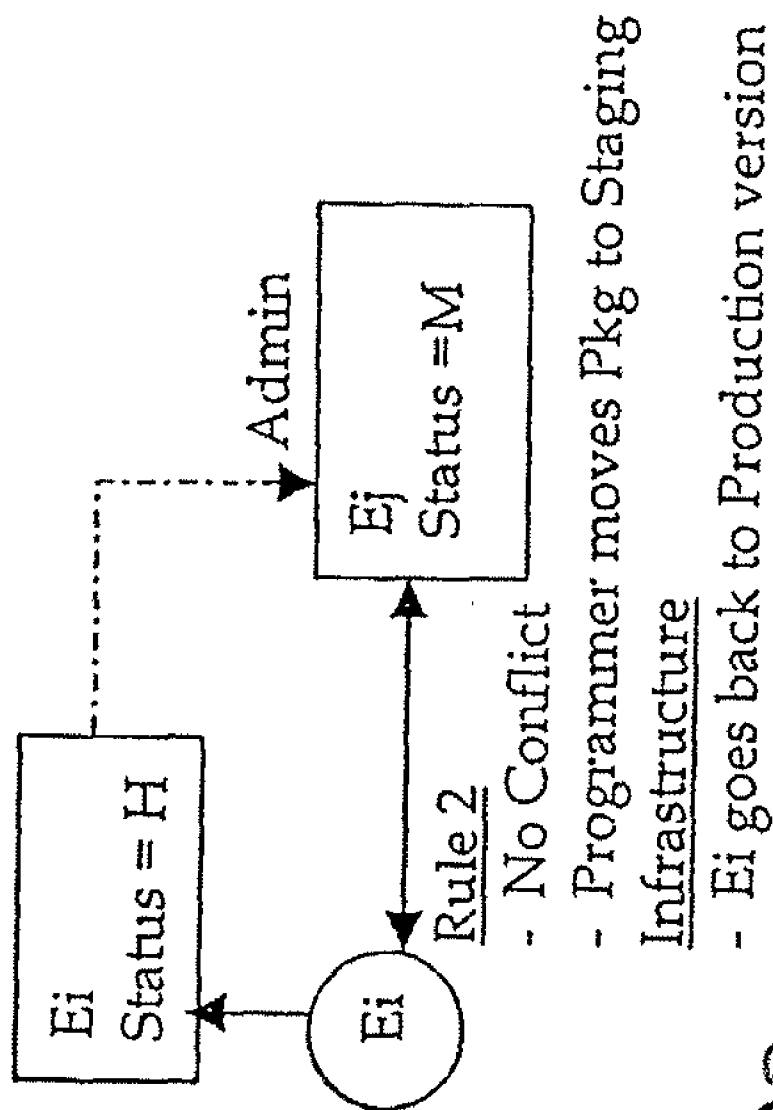 Ei
Status = H
Admin
Ei
Ej
Status =M
Rule 2
- No Conflict
- Programmer moves Pkg to Staging
Infrastructure
- Ei goes back to Production version